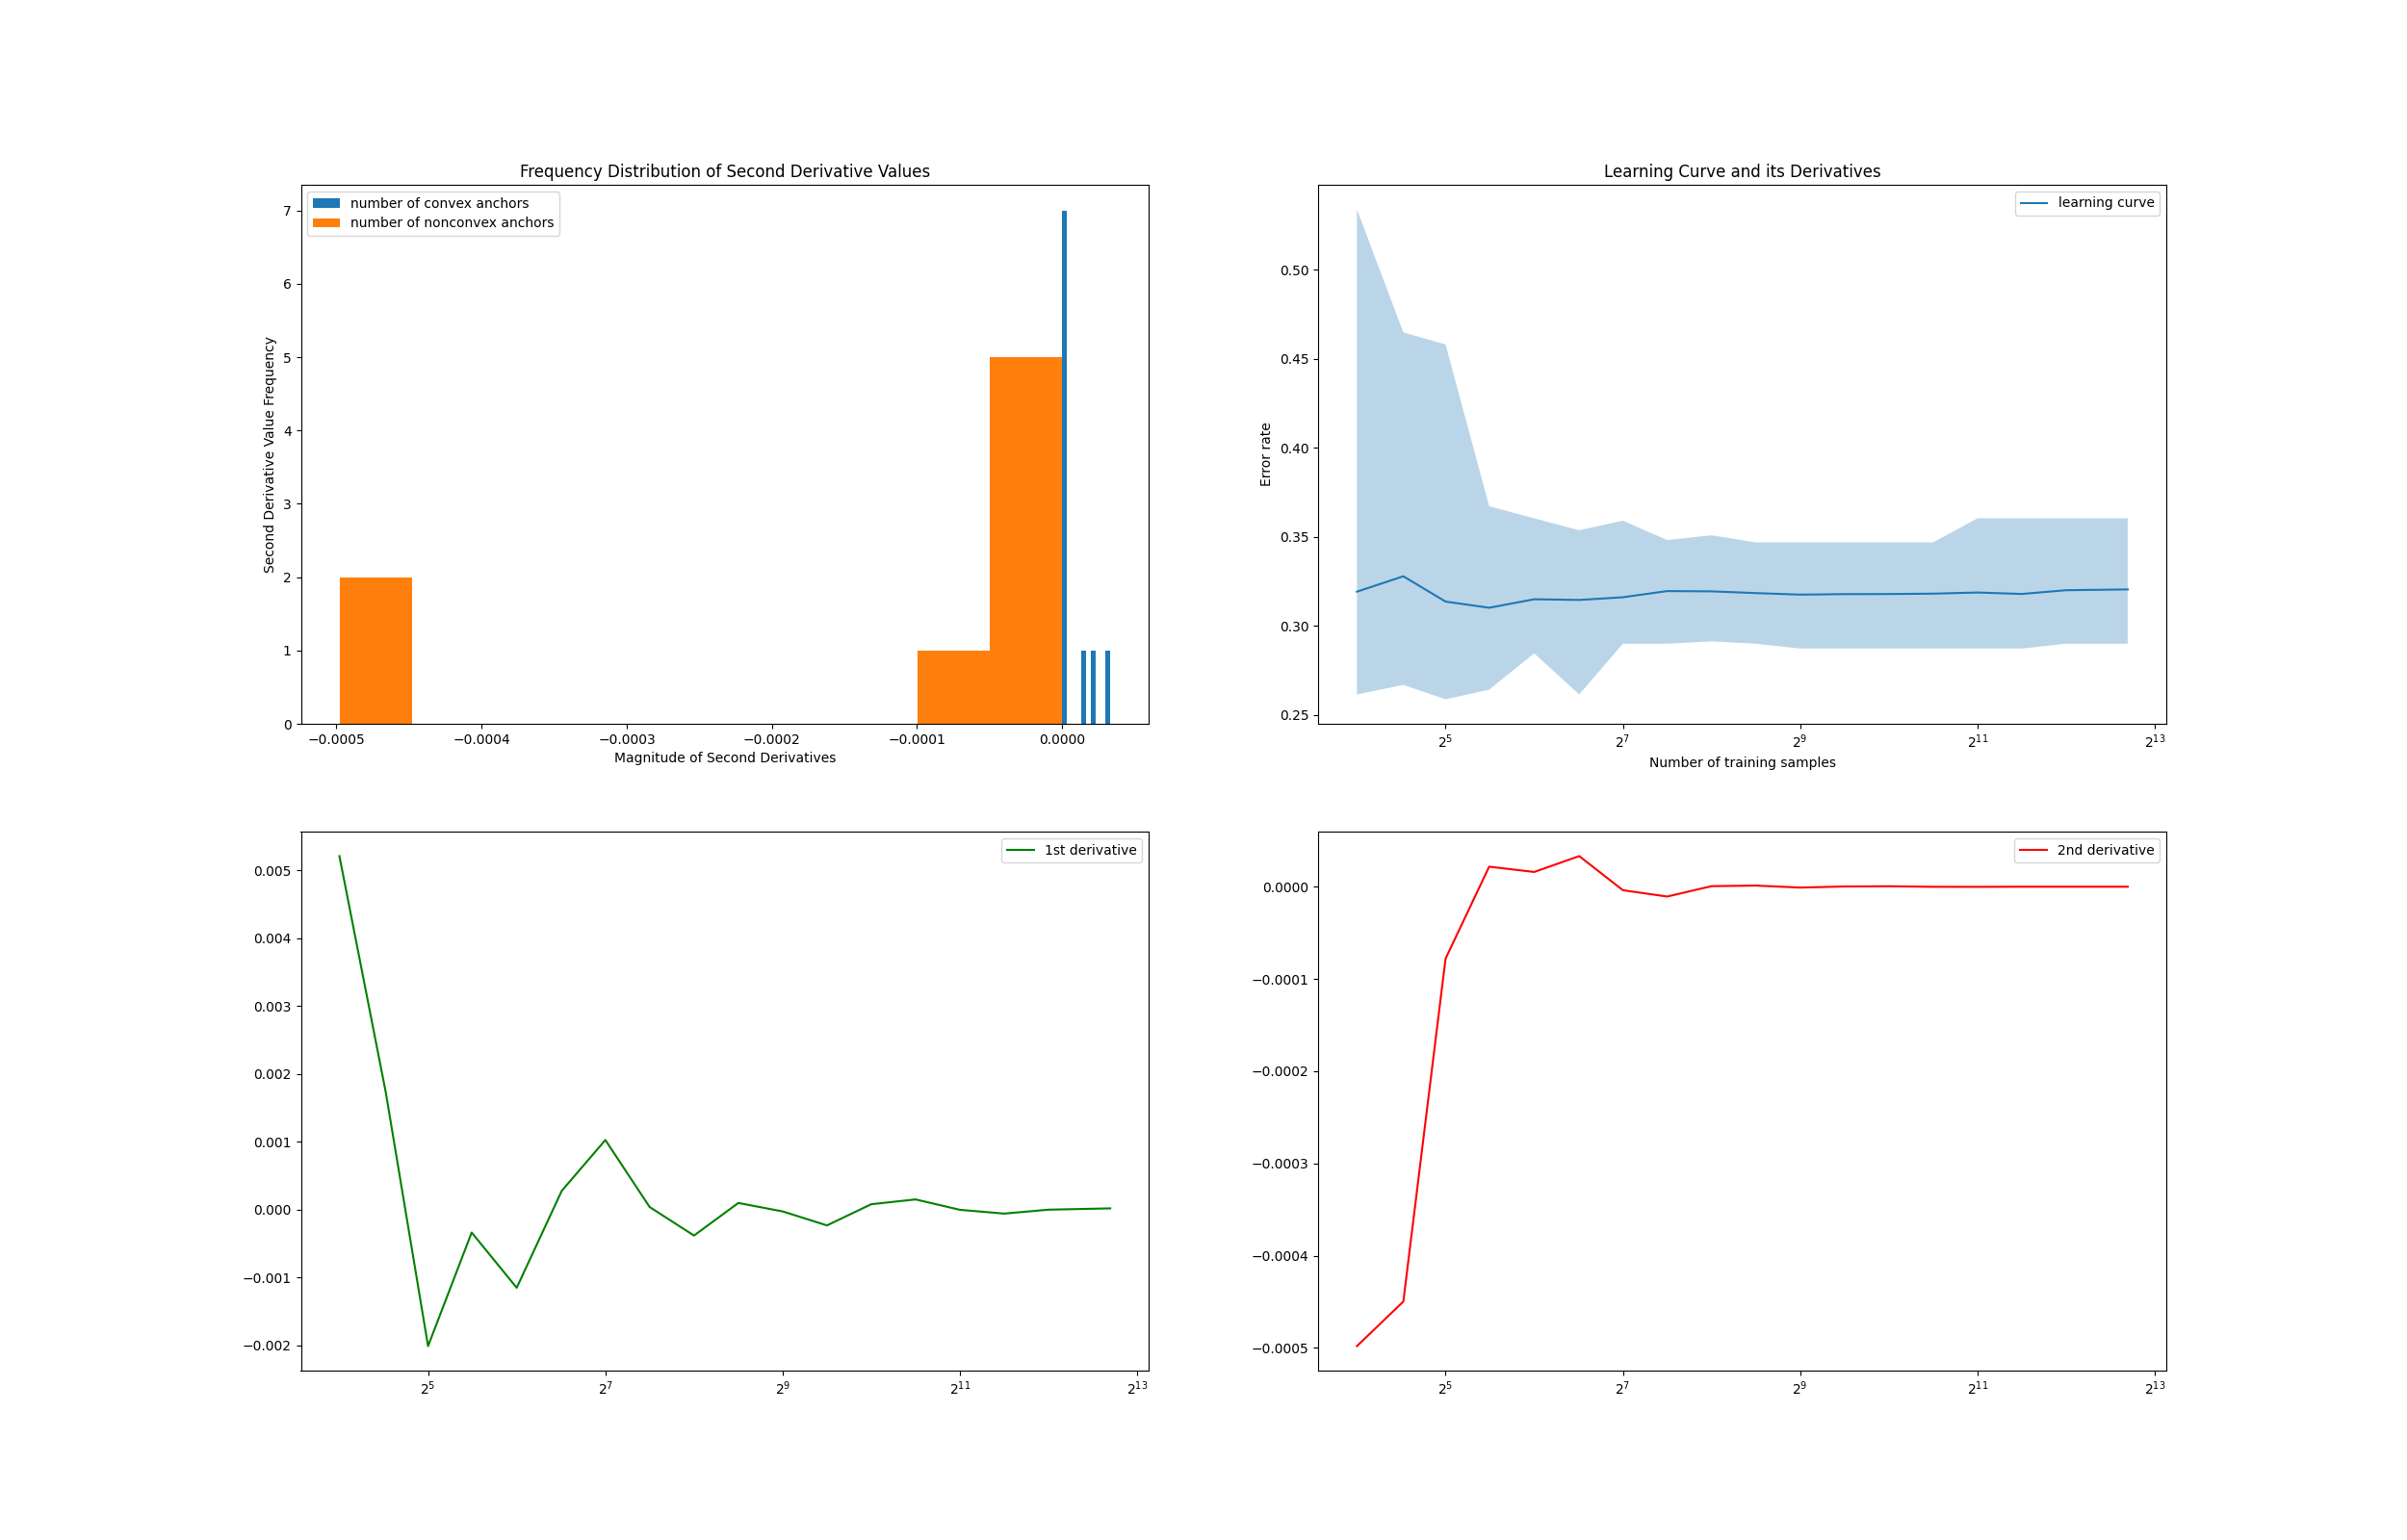 Frequency Distribution of Second Derivative Values
number of convex anchors
number of nonconvex anchors
Second Derivative Value Frequency
7
6
5
4
3
2
1
0
−0.0005 −0.0004 −0.0003 −0.0002 −0.0001 0.0000
Magnitude of Second Derivatives
Learning Curve and its Derivatives
learning curve
Error rate
0.50
0.45
0.40
0.35
0.30
0.25
2^5 2^7 2^9 2^11 2^13
Number of training samples
1st derivative
0.005
0.004
0.003
0.002
0.001
0.000
−0.001
−0.002
2^5 2^7 2^9 2^11 2^13
2nd derivative
0.0000
−0.0001
−0.0002
−0.0003
−0.0004
−0.0005
2^5 2^7 2^9 2^11 2^13